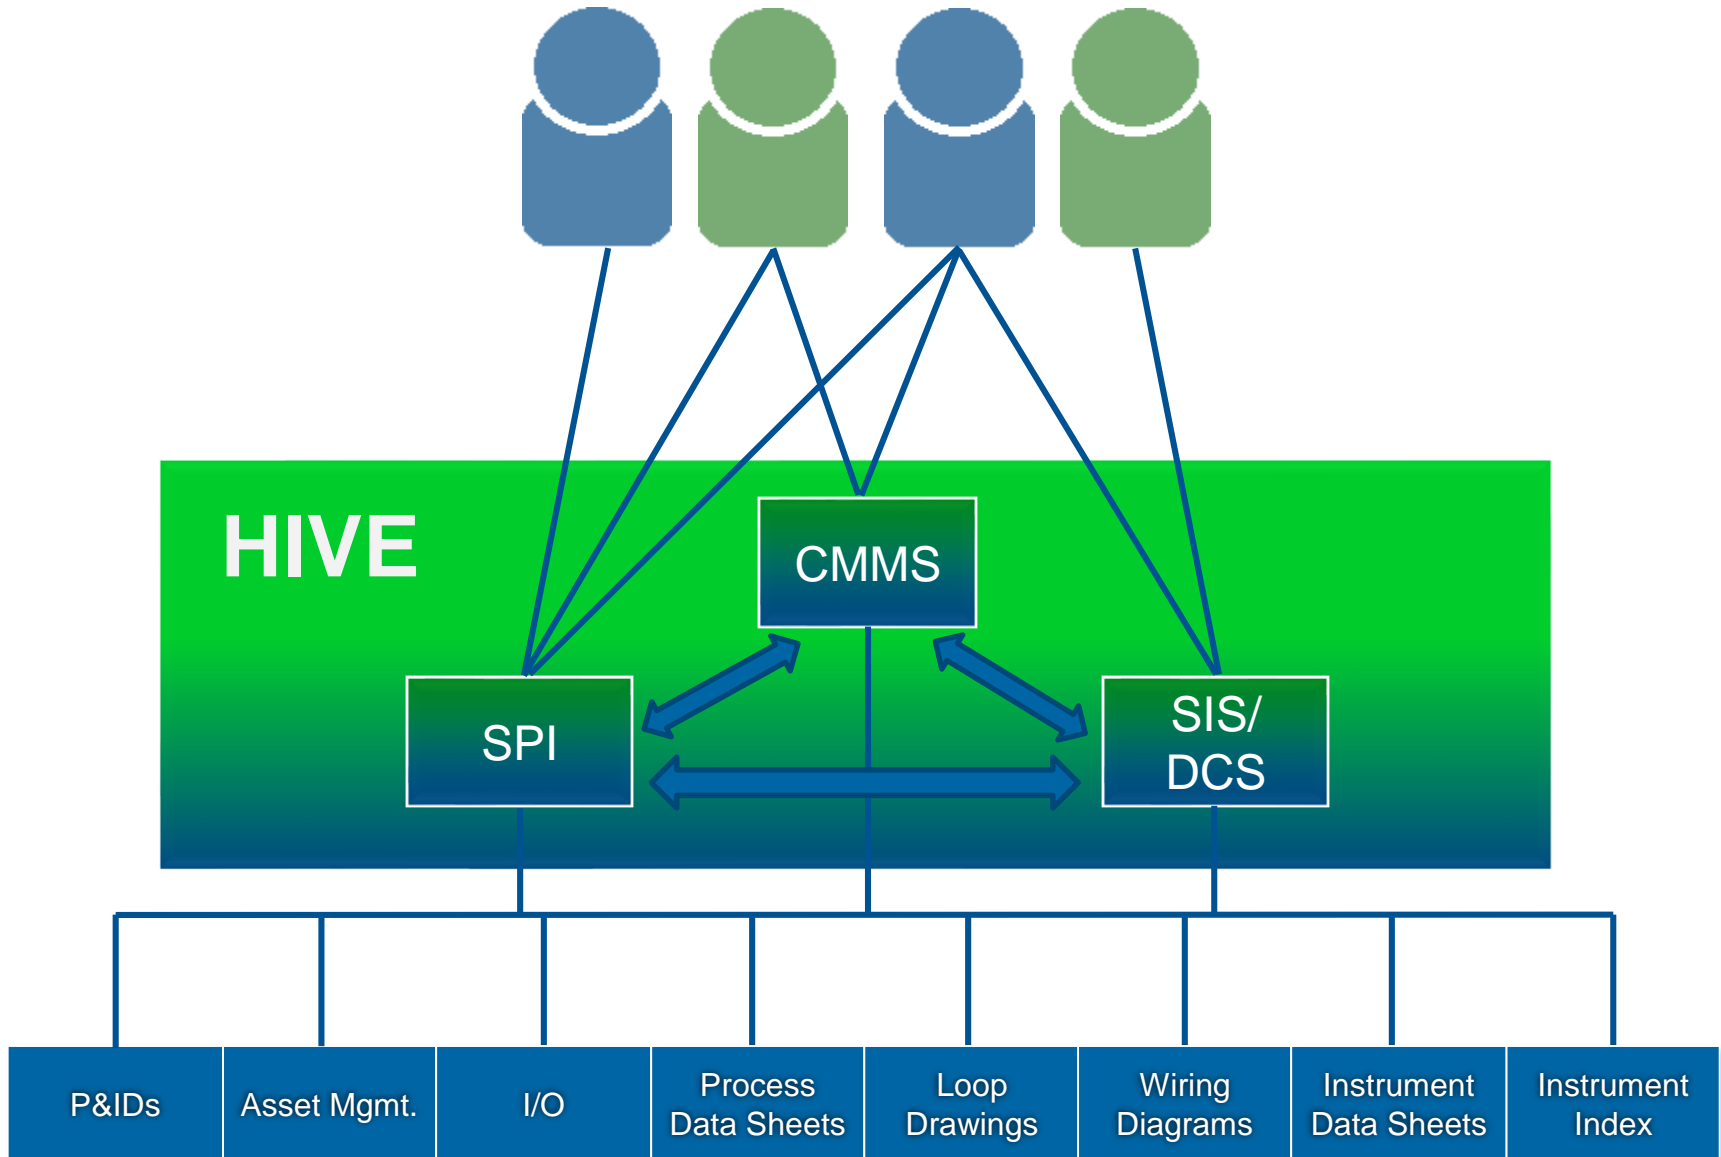 HIVE
CMMS
SPI
SIS/
DCS
P&IDs
Asset Mgmt.
I/O
Process
Data Sheets
Loop
Drawings
Wiring
Diagrams
Instrument
Data Sheets
Instrument
Index